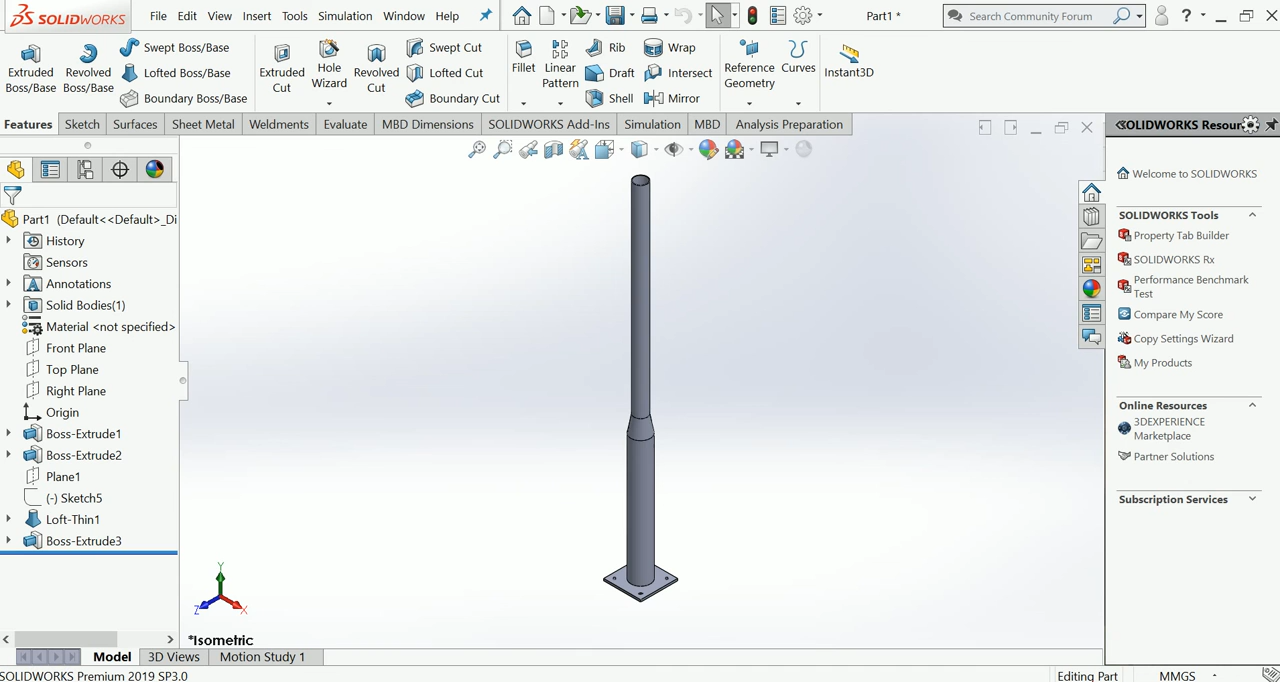 SOLIDWORKS
File Edit View Insert Tools Simulation Window Help
Part1 *
Search Community Forum
?
Extruded Boss/Base
Revolved Boss/Base
Swept Boss/Base
Lofted Boss/Base
Boundary Boss/Base
Extruded Cut
Hole Wizard
Revolved Cut
Swept Cut
Lofted Cut
Boundary Cut
Fillet
Linear Pattern
Rib
Draft
Shell
Wrap
Intersect
Mirror
Reference Geometry
Curves
Instant3D
Features Sketch Surfaces Sheet Metal Weldments Evaluate MBD Dimensions SOLIDWORKS Add-Ins Simulation MBD Analysis Preparation
Part1 (Default<<Default>_Di
History
Sensors
Annotations
Solid Bodies(1)
Material <not specified>
Front Plane
Top Plane
Right Plane
Origin
Boss-Extrude1
Boss-Extrude2
Plane1
(-) Sketch5
Loft-Thin1
Boss-Extrude3
Y
Z
X
*Isometric
SOLIDWORKS Resour
Welcome to SOLIDWORKS
SOLIDWORKS Tools
Property Tab Builder
SOLIDWORKS Rx
Performance Benchmark
Test
Compare My Score
Copy Settings Wizard
My Products
Online Resources
3DEXPERIENCE
Marketplace
Partner Solutions
Subscription Services
Model 3D Views Motion Study 1
SOLIDWORKS Premium 2019 SP3.0
Editing Part
MMGS